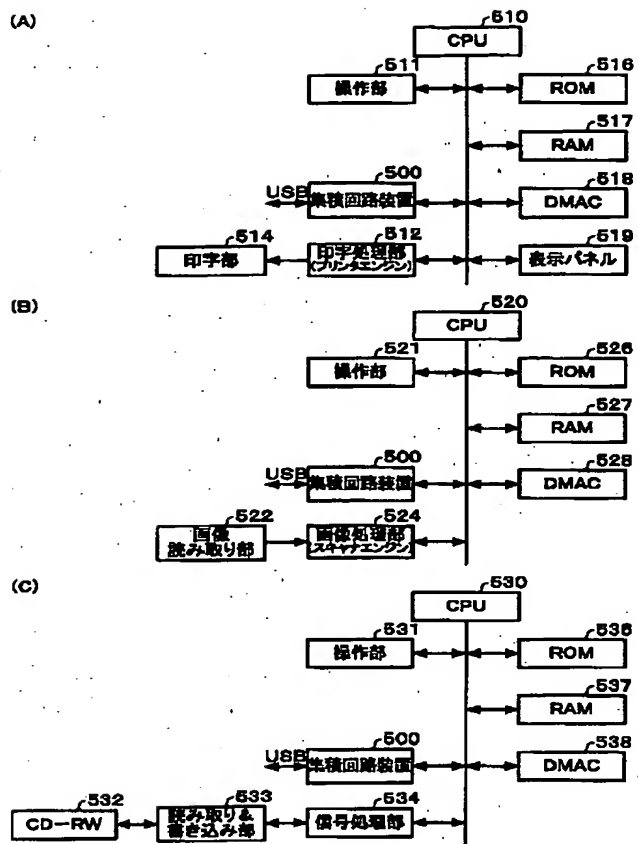 (A)
510
CPU
511
操作部
516
ROM
517
RAM
500
USB
集積回路装置
518
DMAC
514
印字部
512
印字処理部
(プリンタエンジン)
519
表示パネル
(B)
520
CPU
521
操作部
526
ROM
527
RAM
500
USB
集積回路装置
528
DMAC
522
画像
読み取り部
524
画像処理部
(スキャナエンジン)
(C)
530
CPU
531
操作部
536
ROM
537
RAM
500
USB
集積回路装置
538
DMAC
532
CD-RW
533
読み取り&
書き込み部
534
信号処理部